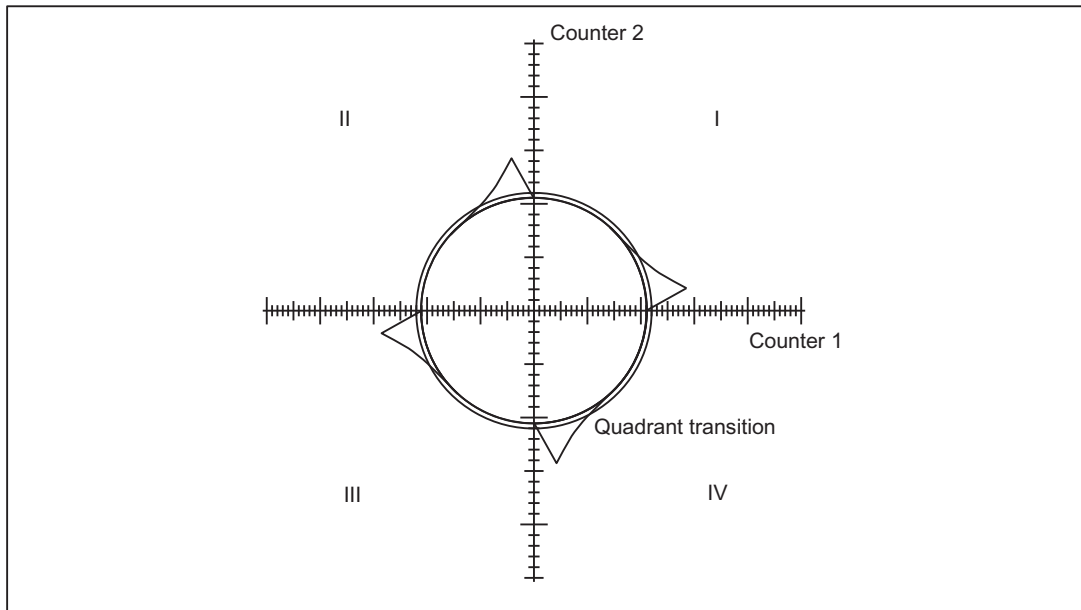 Counter 2
II
I
Counter 1
Quadrant transition
III
IV